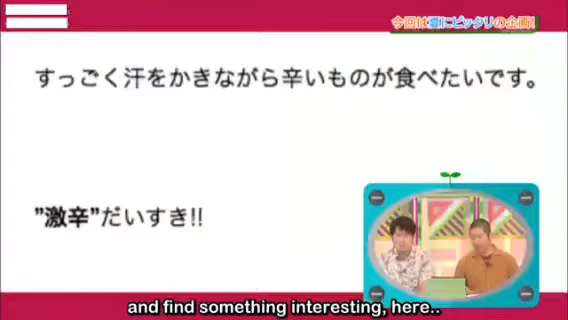 今回は夏にピッタリの企画!
すっごく汗をかきながら辛いものが食べたいです。
”激辛”だいすき!!
and find something interesting, here..